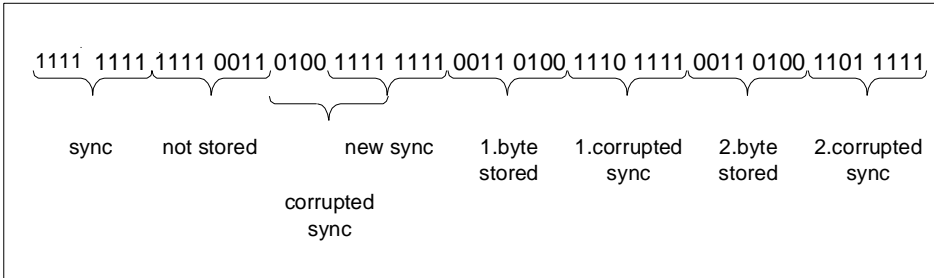 1111 1111 1111 0011 0100 1111 1111 0011 0100 1110 1111 0011 0100 1101 1111
sync not stored new sync 1.byte 1.corrupted 2.byte 2.corrupted
stored sync stored sync
corrupted
sync